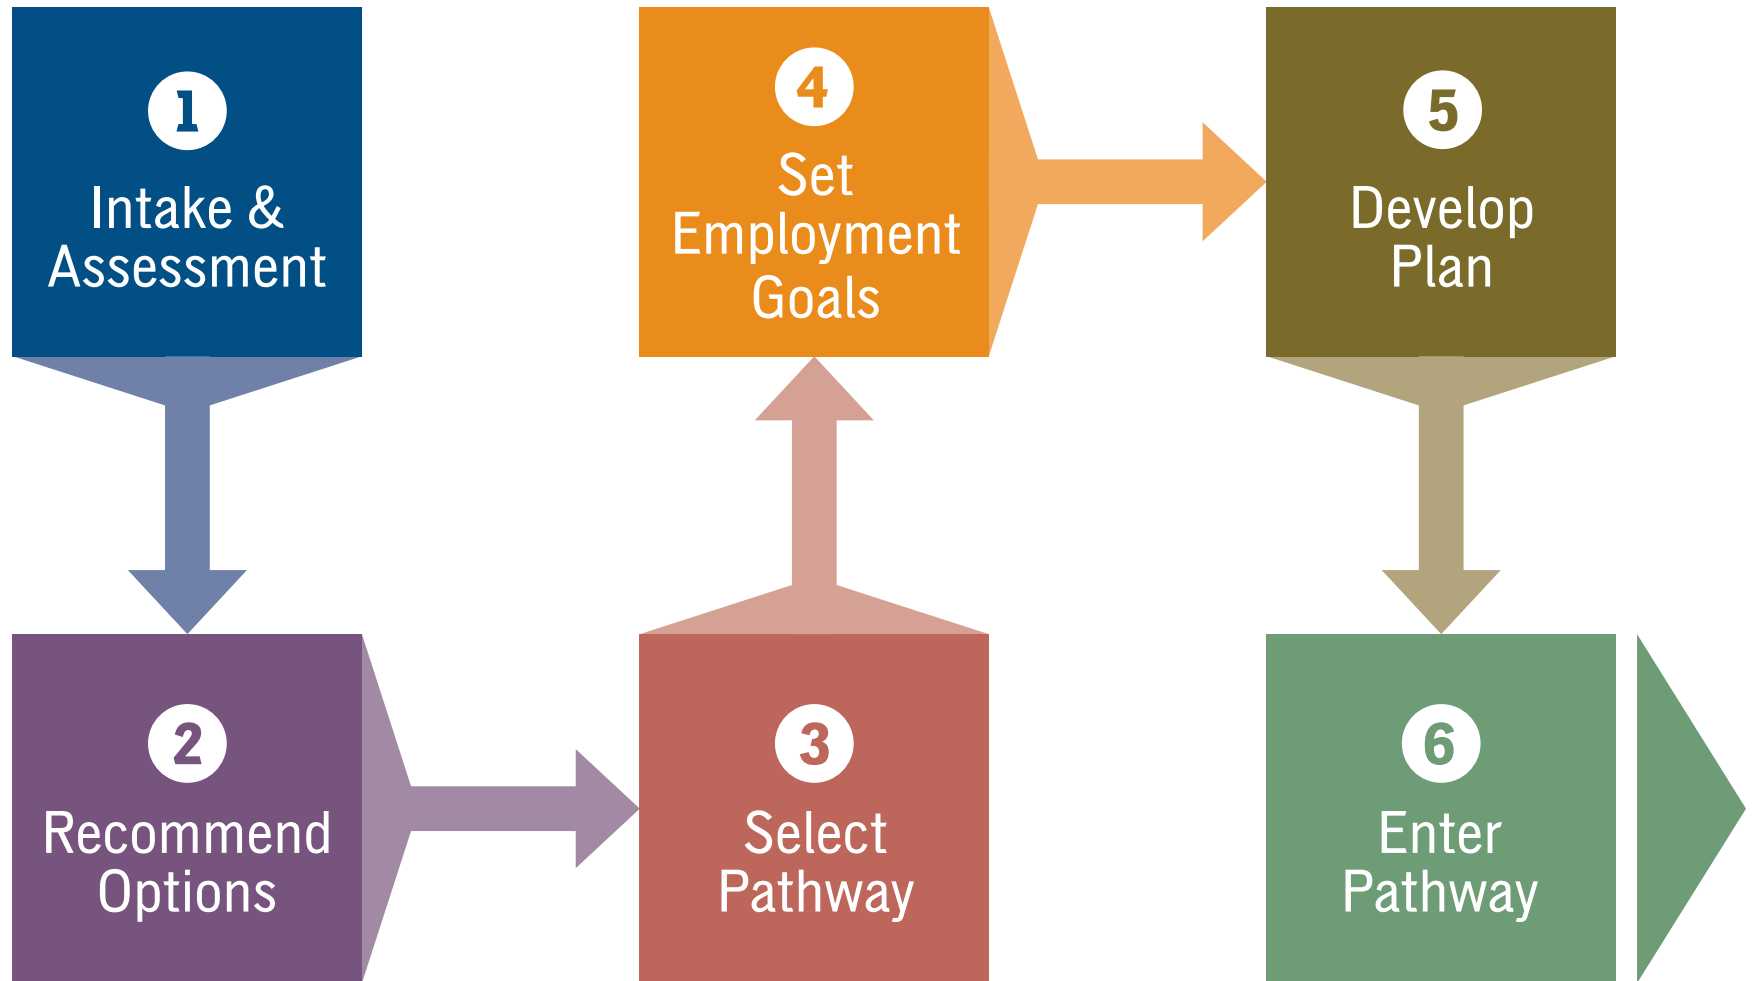 1
Intake &
Assessment
2
Recommend
Options
3
Select
Pathway
4
Set
Employment
Goals
5
Develop
Plan
6
Enter
Pathway